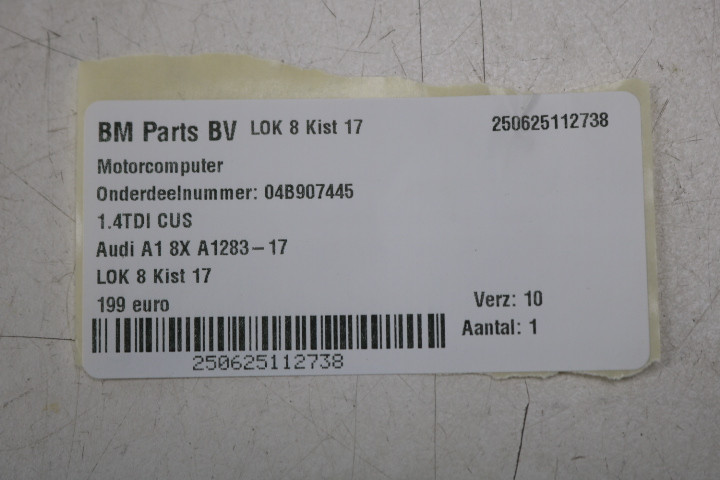 BM Parts BV LOK 8 Kist 17 250625112738
Motorcomputer
Onderdeelnummer: 04B907445
1.4TDI CUS
Audi A1 8X A1283-17
LOK 8 Kist 17
199 euro Verz: 10
Aantal: 1
250625112738